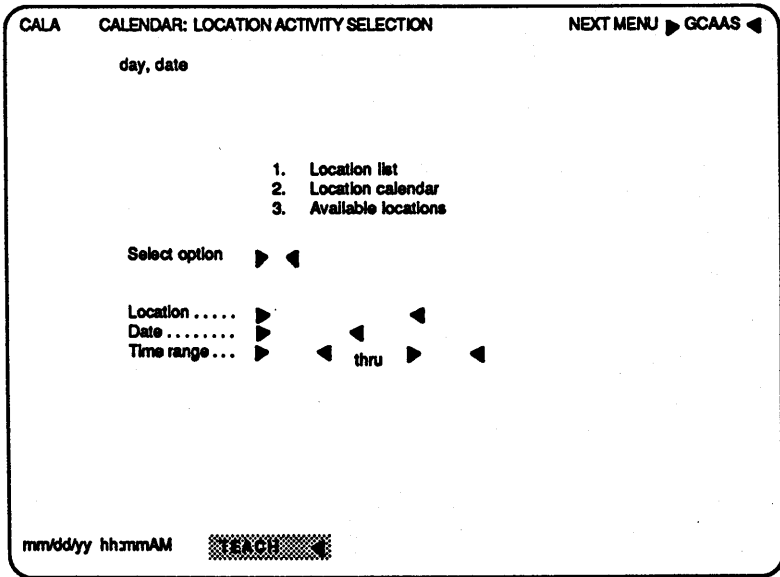 CALA CALENDAR: LOCATION ACTIVITY SELECTION NEXT MENU ▶ GCAAS ◀
day, date
1. Location list
2. Location calendar
3. Available locations
Select option ▶ ◀
Location ..... ▶ ◀
Date ........ ▶ ◀
Time range ... ▶ ◀ thru ▶ ◀
mm/dd/yy hh:mmAM TEACH ◀